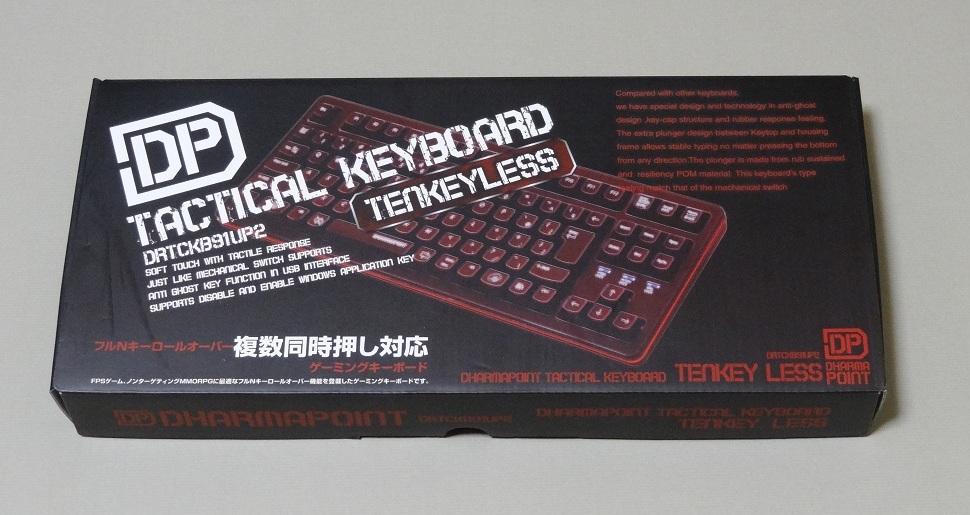 DP
TACTICAL KEYBOARD
TENKEYLESS
DRTCKB91UP2
SOFT TOUCH WITH TACTILE RESPONSE
JUST LIKE MECHANICAL SWITCH SUPPORTS
ANTI GHOST KEY FUNCTION IN USB INTERFACE
SUPPORTS DISABLE AND ENABLE WINDOWS APPLICATION KEY
Compared with other keyboards,
we have special design and technology in anti-ghost
design ,key-cap structure and rubber response feeling.
The extra plunger design between Keytop and housing
frame allows stable typing no matter pressing the bottom
from any direction.The plunger is made from rub sustained
and resiliency POM material. This keyboard's type
feeling match that of the mechanical switch
フルNキーロールオーバー複数同時押し対応
ゲーミングキーボード
FPSゲーム、ノンターゲティングMMORPGに最適なフルNキーロールオーバー機能を登載したゲーミングキーボードです。
DHARMAPOINT TACTICAL KEYBOARD
DRTCKB91UP2
TENKEY LESS
DP
DHARMA
POINT
DP DHARMAPOINT DRTCKB91UP2
DHARMAPOINT TACTICAL KEYBOARD
TENKEY LESS